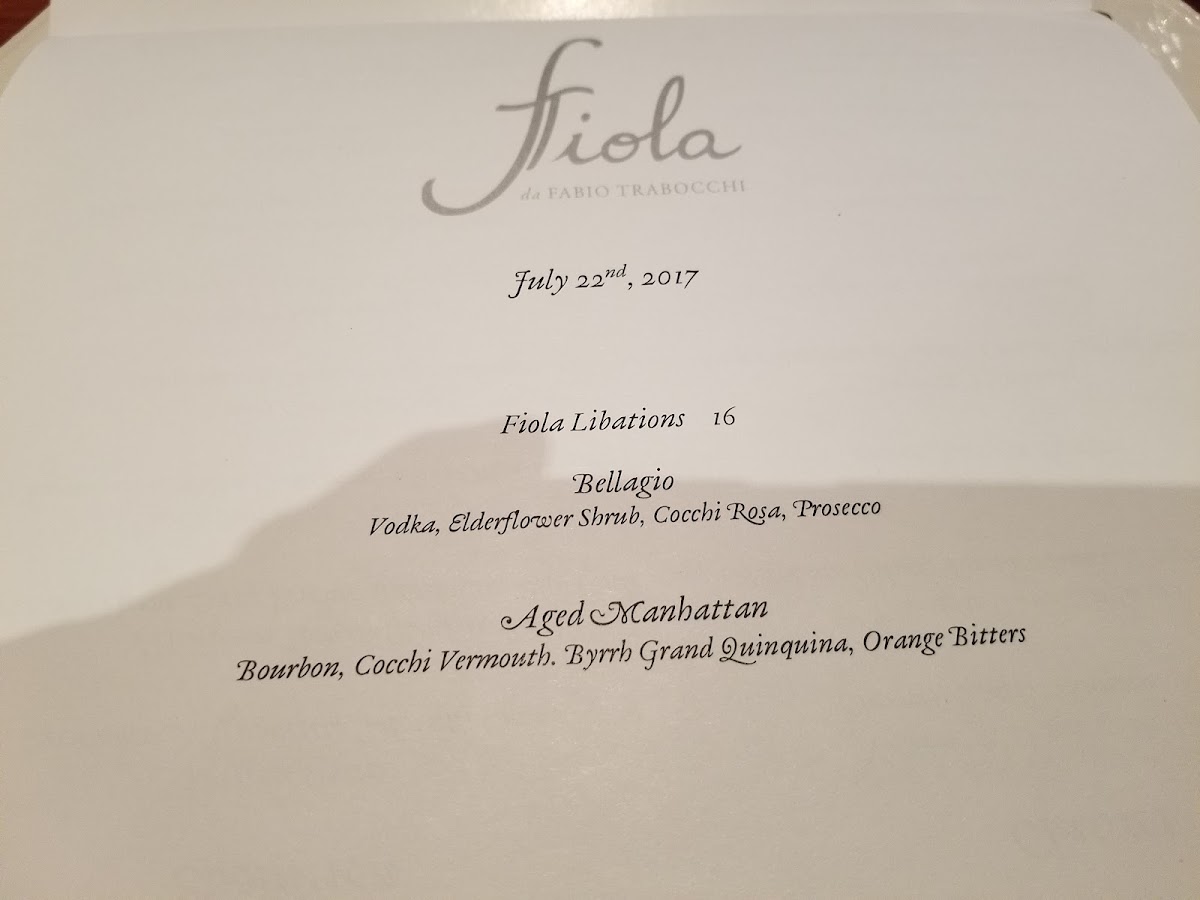 Fiola
da FABIO TRABOCCHI
July 22nd, 2017
Fiola Libations 16
Bellagio
Vodka, Elderflower Shrub, Cocchi Rosa, Prosecco
Aged Manhattan
Bourbon, Cocchi Vermouth. Byrrh Grand Quinquina, Orange Bitters